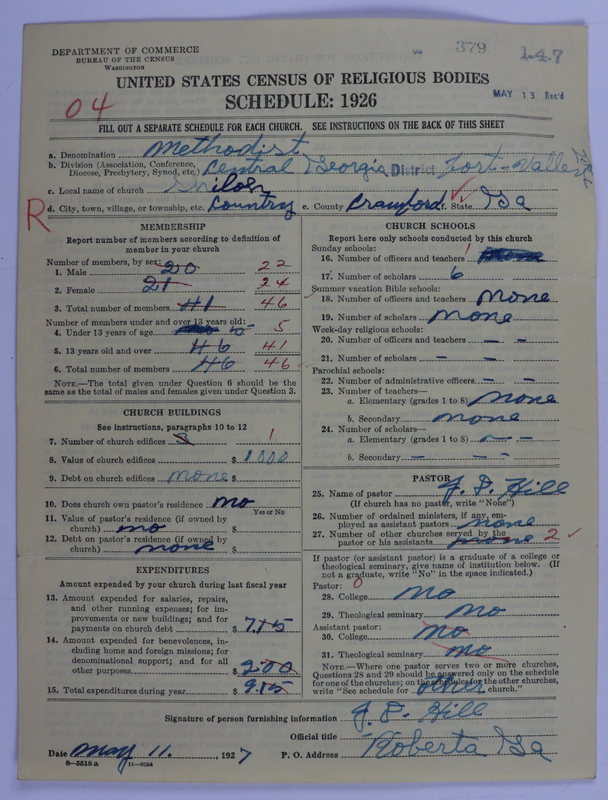 379
147
DEPARTMENT OF COMMERCE
BUREAU OF THE CENSUS
WASHINGTON
UNITED STATES CENSUS OF RELIGIOUS BODIES
SCHEDULE: 1926
MAY 13 Rec'd
04
FILL OUT A SEPARATE SCHEDULE FOR EACH CHURCH. SEE INSTRUCTIONS ON THE BACK OF THIS SHEET
a. Denomination Methodist
b. Division (Association, Conference, Diocese, Presbytery, Synod, etc.) Central Georgia District Fort-Valley
c. Local name of church Shiloh
d. City, town, village, or township, etc. Country e. County Crawford f. State Ga
R
MEMBERSHIP
Report number of members according to definition of
member in your church
Number of members, by sex:
1. Male 20 22
2. Female 21 24
3. Total number of members 41 46
Number of members under and over 13 years old:
4. Under 13 years of age 5 5
5. 13 years old and over 46 41
6. Total number of members 46 46
NOTE.—The total given under Question 6 should be the
same as the total of males and females given under Question 3.
CHURCH BUILDINGS
See instructions, paragraphs 10 to 12
7. Number of church edifices 1
8. Value of church edifices $ 1000
9. Debt on church edifices none $
10. Does church own pastor's residence no
Yes or No
11. Value of pastor's residence (if owned by
church) no $
12. Debt on pastor's residence (if owned by
church) none $
EXPENDITURES
Amount expended by your church during last fiscal year
13. Amount expended for salaries, repairs,
and other running expenses; for im-
provements or new buildings; and for
payments on church debt $ 7.15
14. Amount expended for benevolences, in-
cluding home and foreign missions; for
denominational support; and for all
other purposes $ 2.00
15. Total expenditures during year $ 9.15
CHURCH SCHOOLS
Report here only schools conducted by this church
Sunday schools:
16. Number of officers and teachers 1
17. Number of scholars 6
Summer vacation Bible schools:
18. Number of officers and teachers none
19. Number of scholars none
Week-day religious schools:
20. Number of officers and teachers – –
21. Number of scholars – – –
Parochial schools:
22. Number of administrative officers – –
23. Number of teachers—
a. Elementary (grades 1 to 8) none
b. Secondary none
24. Number of scholars—
a. Elementary (grades 1 to 8) – –
b. Secondary – – –
PASTOR
25. Name of pastor J. P. Hill
(If church has no pastor, write "None")
26. Number of ordained ministers, if any, em-
ployed as assistant pastors none
27. Number of other churches served by the
pastor or his assistants none 2
If pastor (or assistant pastor) is a graduate of a college or
theological seminary, give name of institution below. (If
not a graduate, write "No" in the space indicated.)
Pastor: 0
28. College no
29. Theological seminary no
Assistant pastor:
30. College no
31. Theological seminary no
NOTE.—Where one pastor serves two or more churches,
Questions 28 and 29 should be answered only on the schedule
for one of the churches; on the schedules for the other churches,
write "See schedule for other church."
Signature of person furnishing information J. P. Hill
Official title
Date May 11. 1927 P. O. Address Roberta Ga
8—5518 a 11—9094